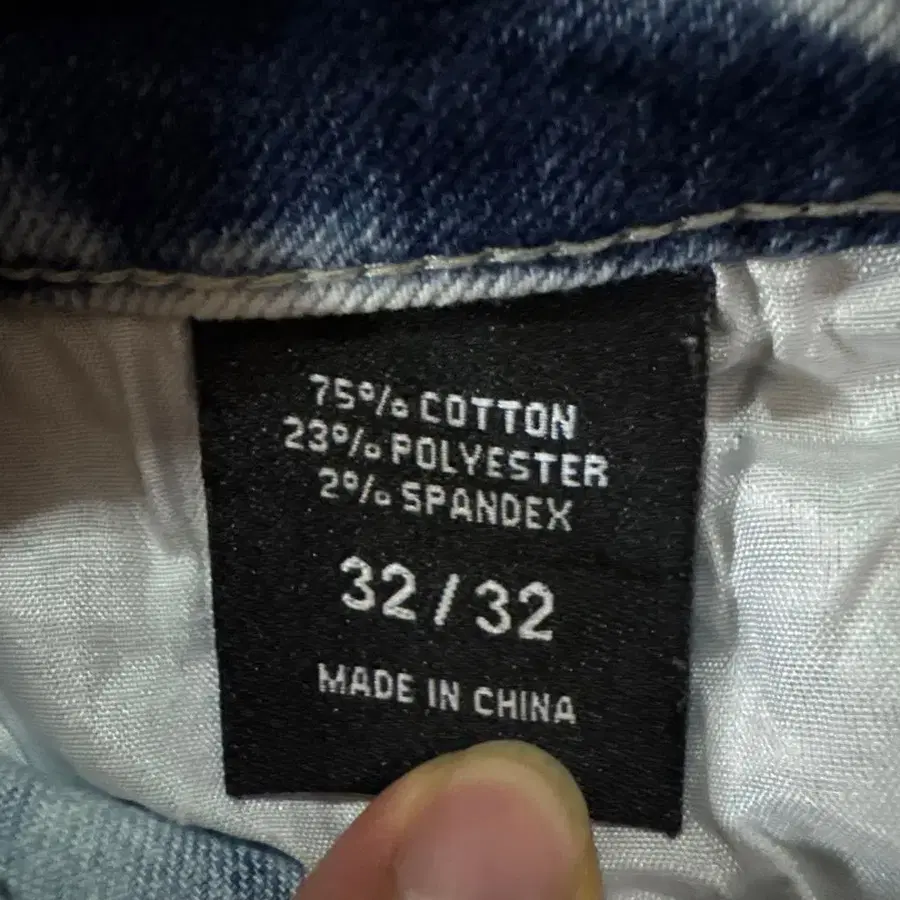 75% COTTON
23% POLYESTER
2% SPANDEX
32 / 32
MADE IN CHINA